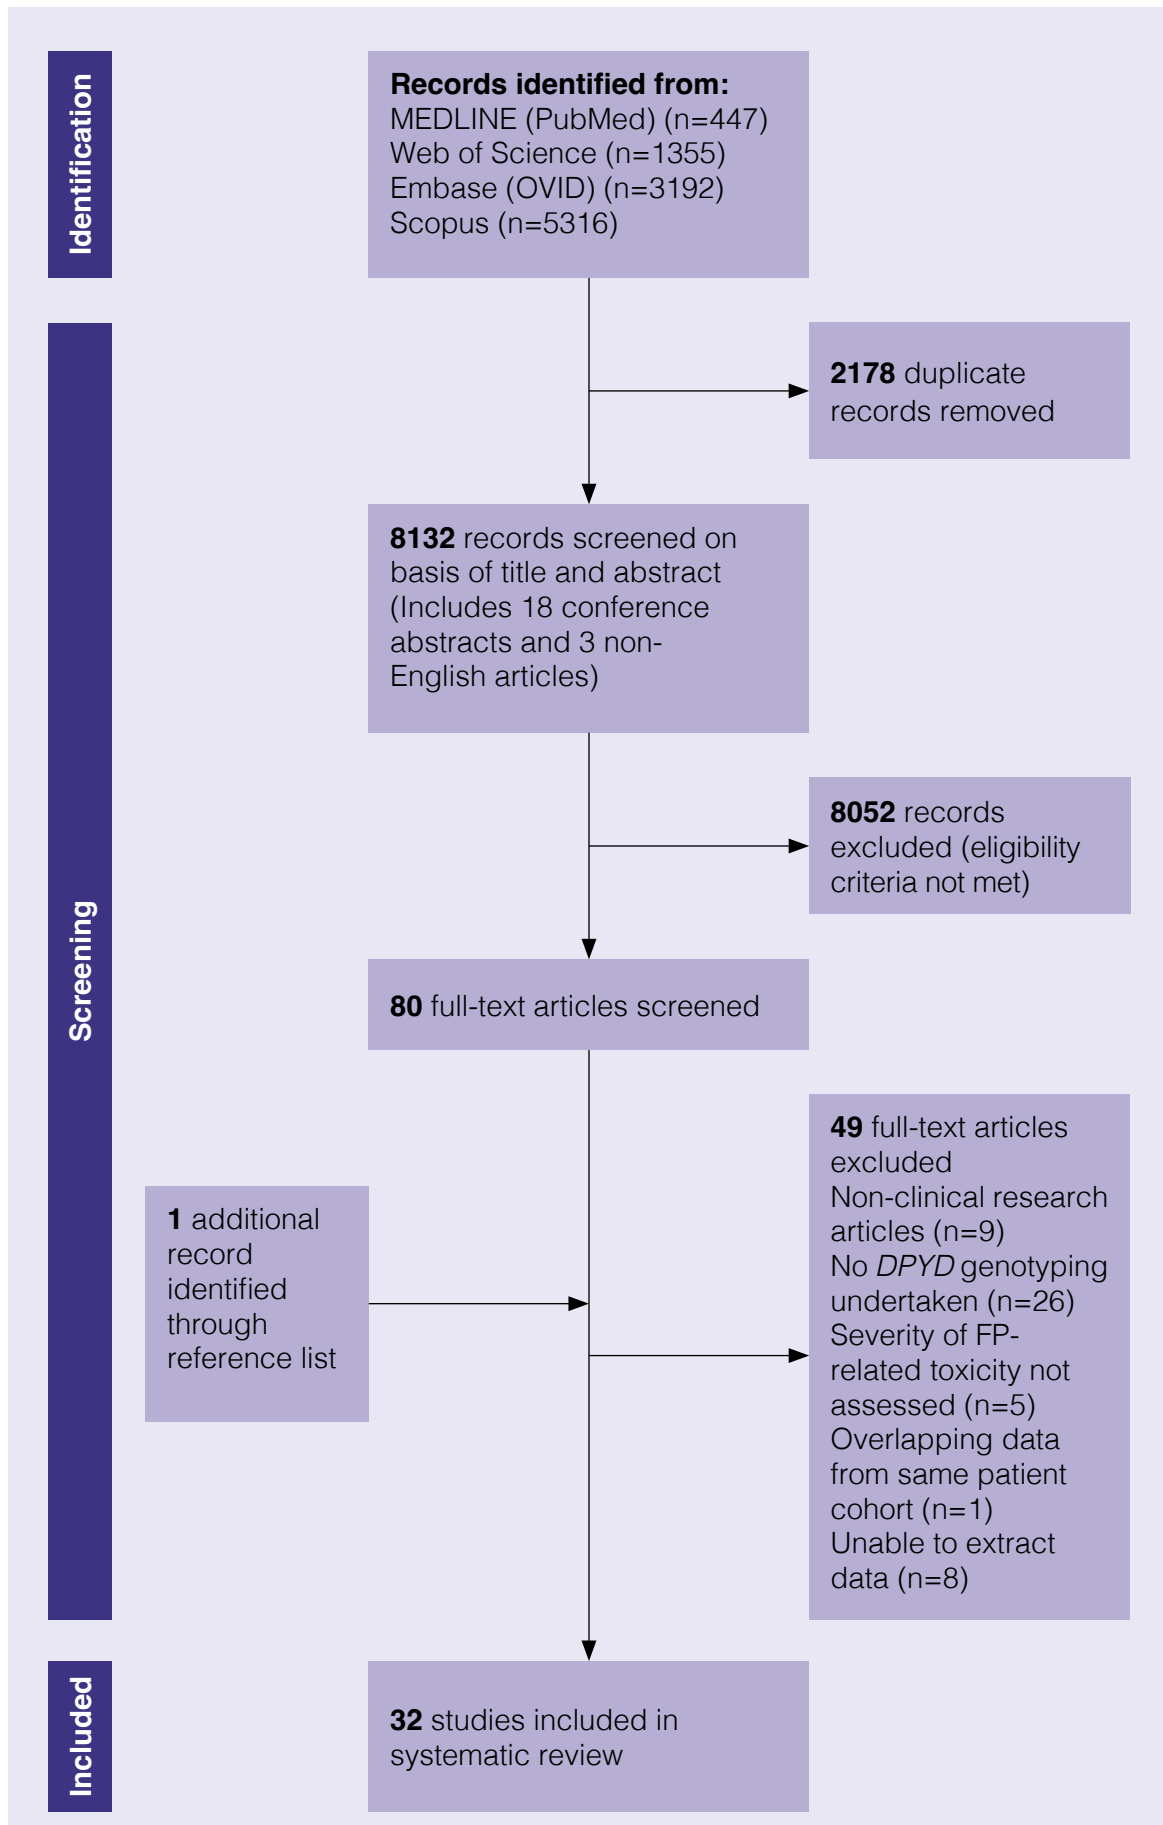 Identification
Records identified from:
MEDLINE (PubMed) (n=447)
Web of Science (n=1355)
Embase (OVID) (n=3192)
Scopus (n=5316)
Screening
2178 duplicate
records removed
8132 records screened on
basis of title and abstract
(Includes 18 conference
abstracts and 3 non-
English articles)
8052 records
excluded (eligibility
criteria not met)
80 full-text articles screened
1 additional
record
identified
through
reference list
49 full-text articles
excluded
Non-clinical research
articles (n=9)
No DPYD genotyping
undertaken (n=26)
Severity of FP-
related toxicity not
assessed (n=5)
Overlapping data
from same patient
cohort (n=1)
Unable to extract
data (n=8)
Included
32 studies included in
systematic review